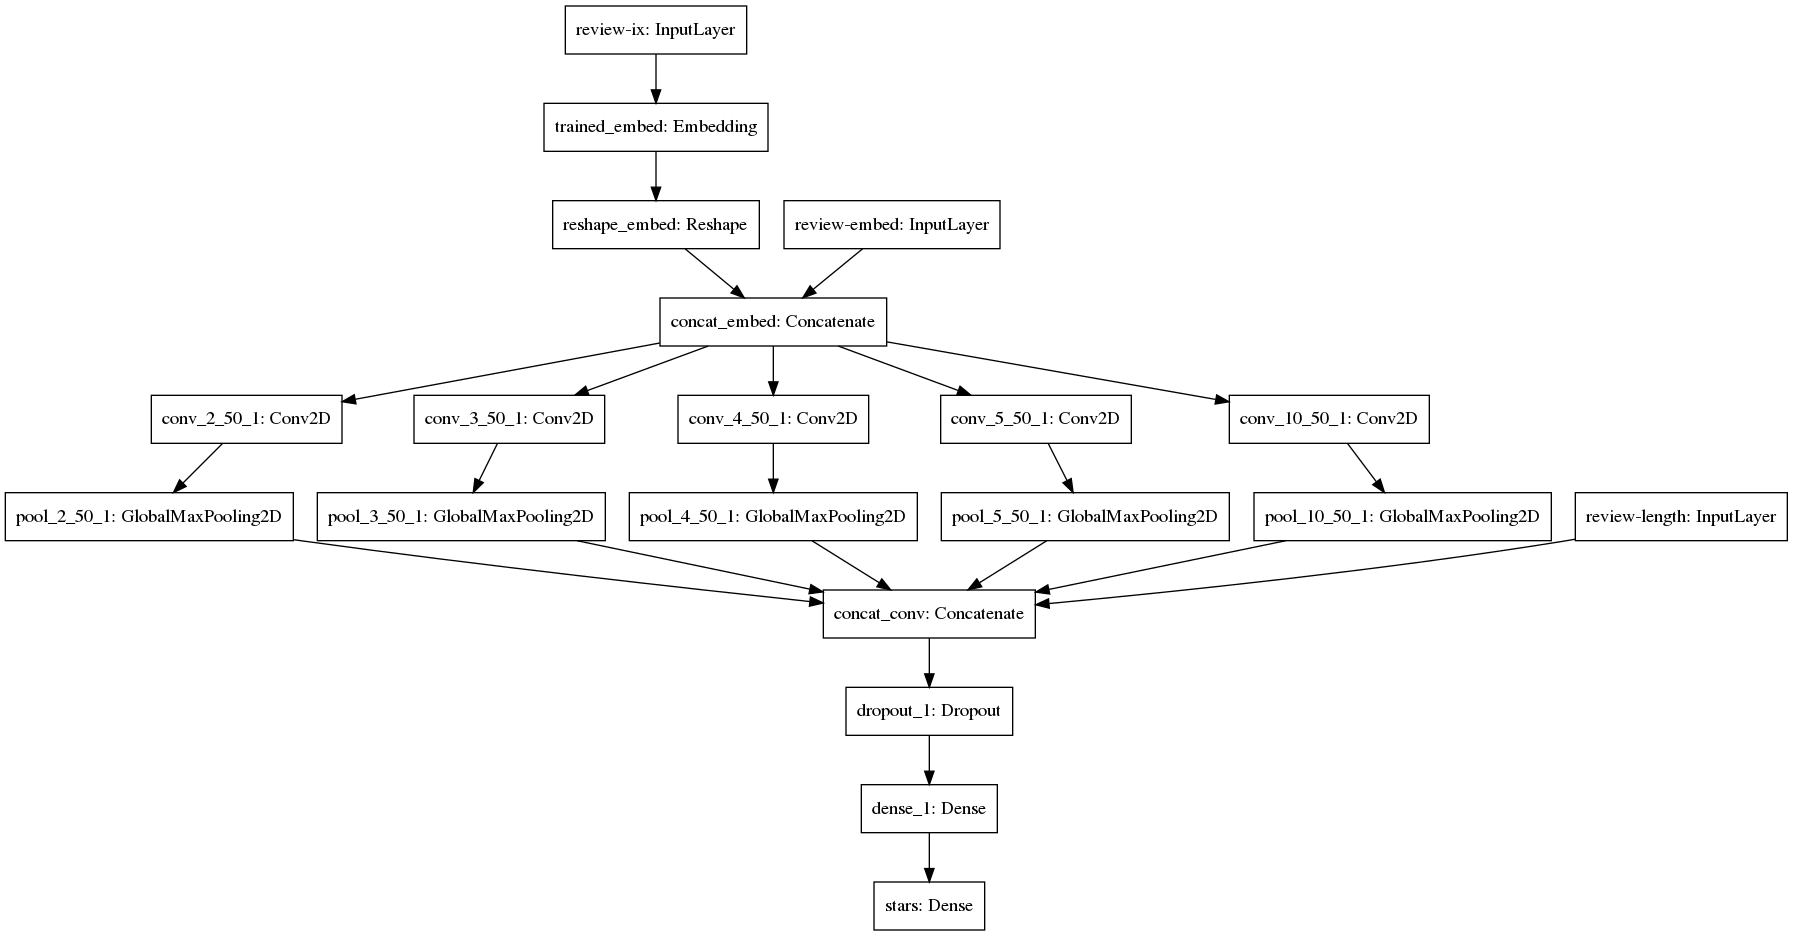 review-ix: InputLayer
trained_embed: Embedding
reshape_embed: Reshape
review-embed: InputLayer
concat_embed: Concatenate
conv_2_50_1: Conv2D
conv_3_50_1: Conv2D
conv_4_50_1: Conv2D
conv_5_50_1: Conv2D
conv_10_50_1: Conv2D
pool_2_50_1: GlobalMaxPooling2D
pool_3_50_1: GlobalMaxPooling2D
pool_4_50_1: GlobalMaxPooling2D
pool_5_50_1: GlobalMaxPooling2D
pool_10_50_1: GlobalMaxPooling2D
review-length: InputLayer
concat_conv: Concatenate
dropout_1: Dropout
dense_1: Dense
stars: Dense